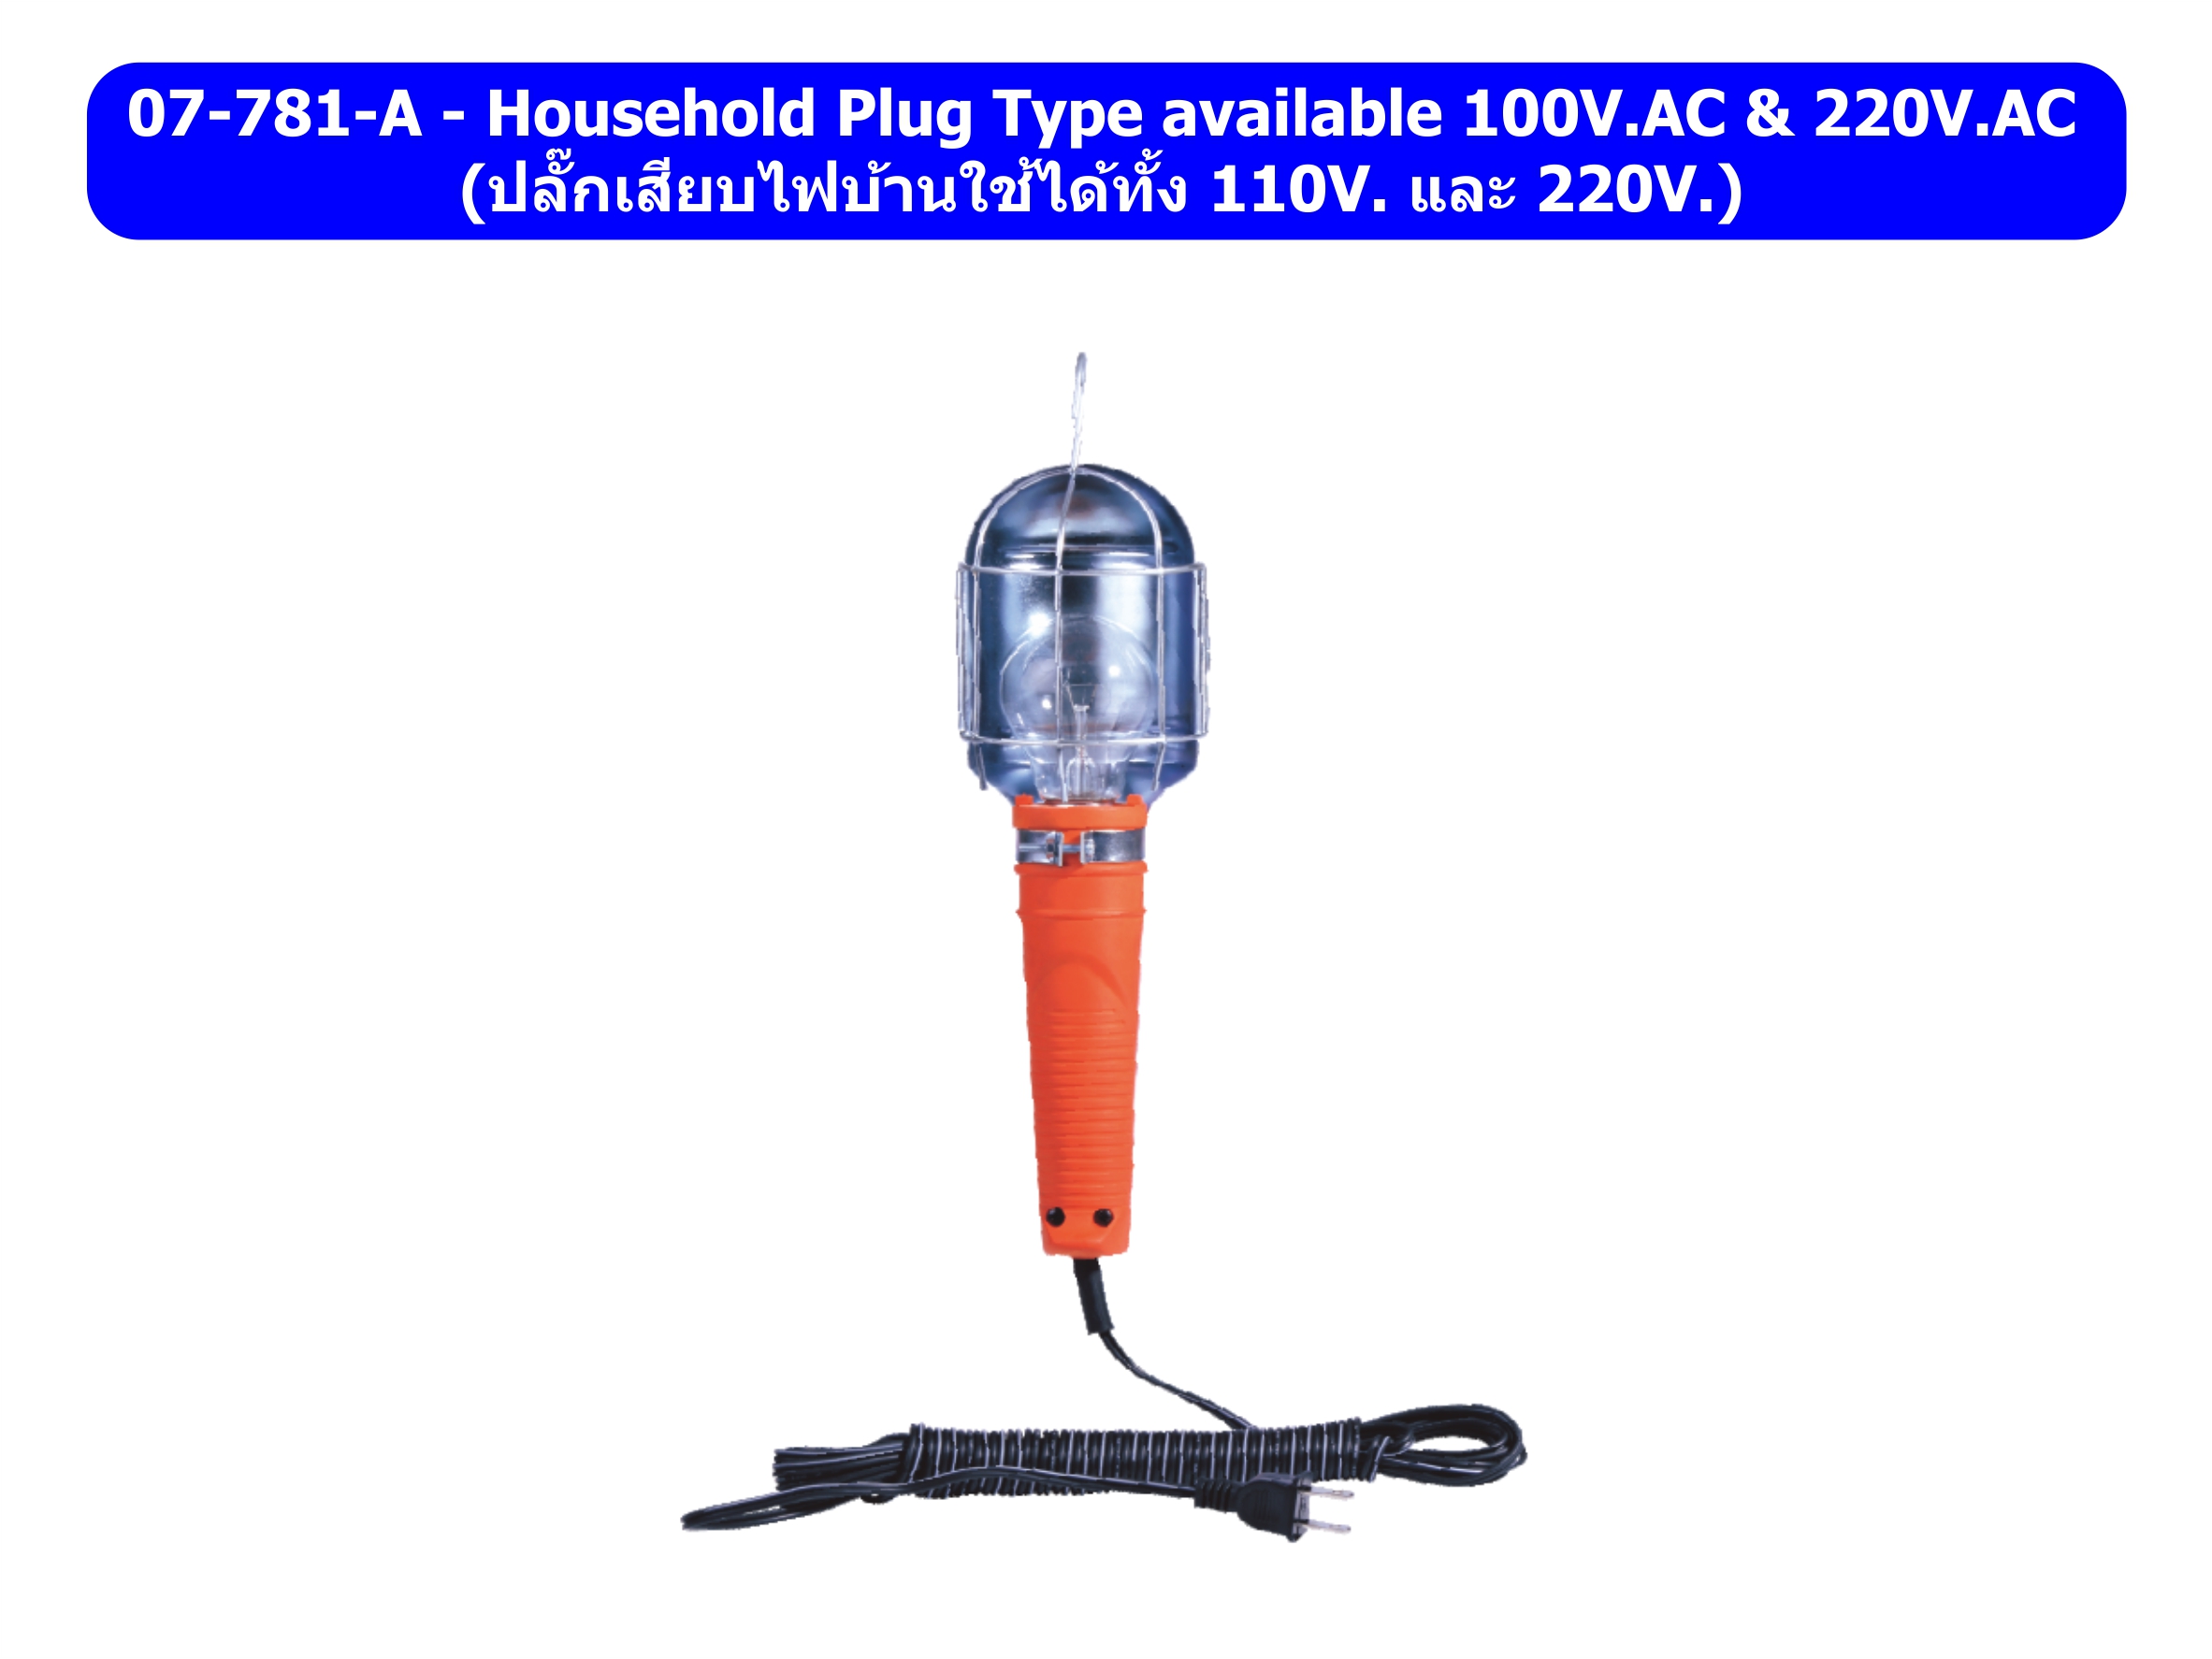 07-781-A - Household Plug Type available 100V.AC & 220V.AC
(ปลั๊กเสียบไฟบ้านใช้ได้ทั้ง 110V. และ 220V.)